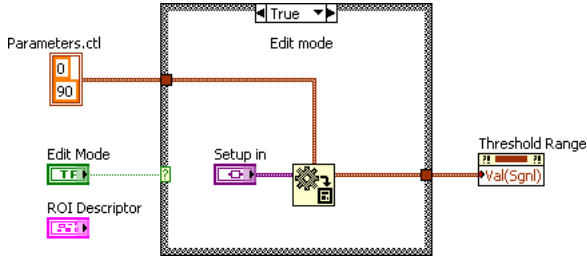 True
Parameters.ctl
Edit mode
0
90
Threshold Range
Edit Mode
Setup in
?! ?!
TF
?
Val(Sgnl)
ROI Descriptor